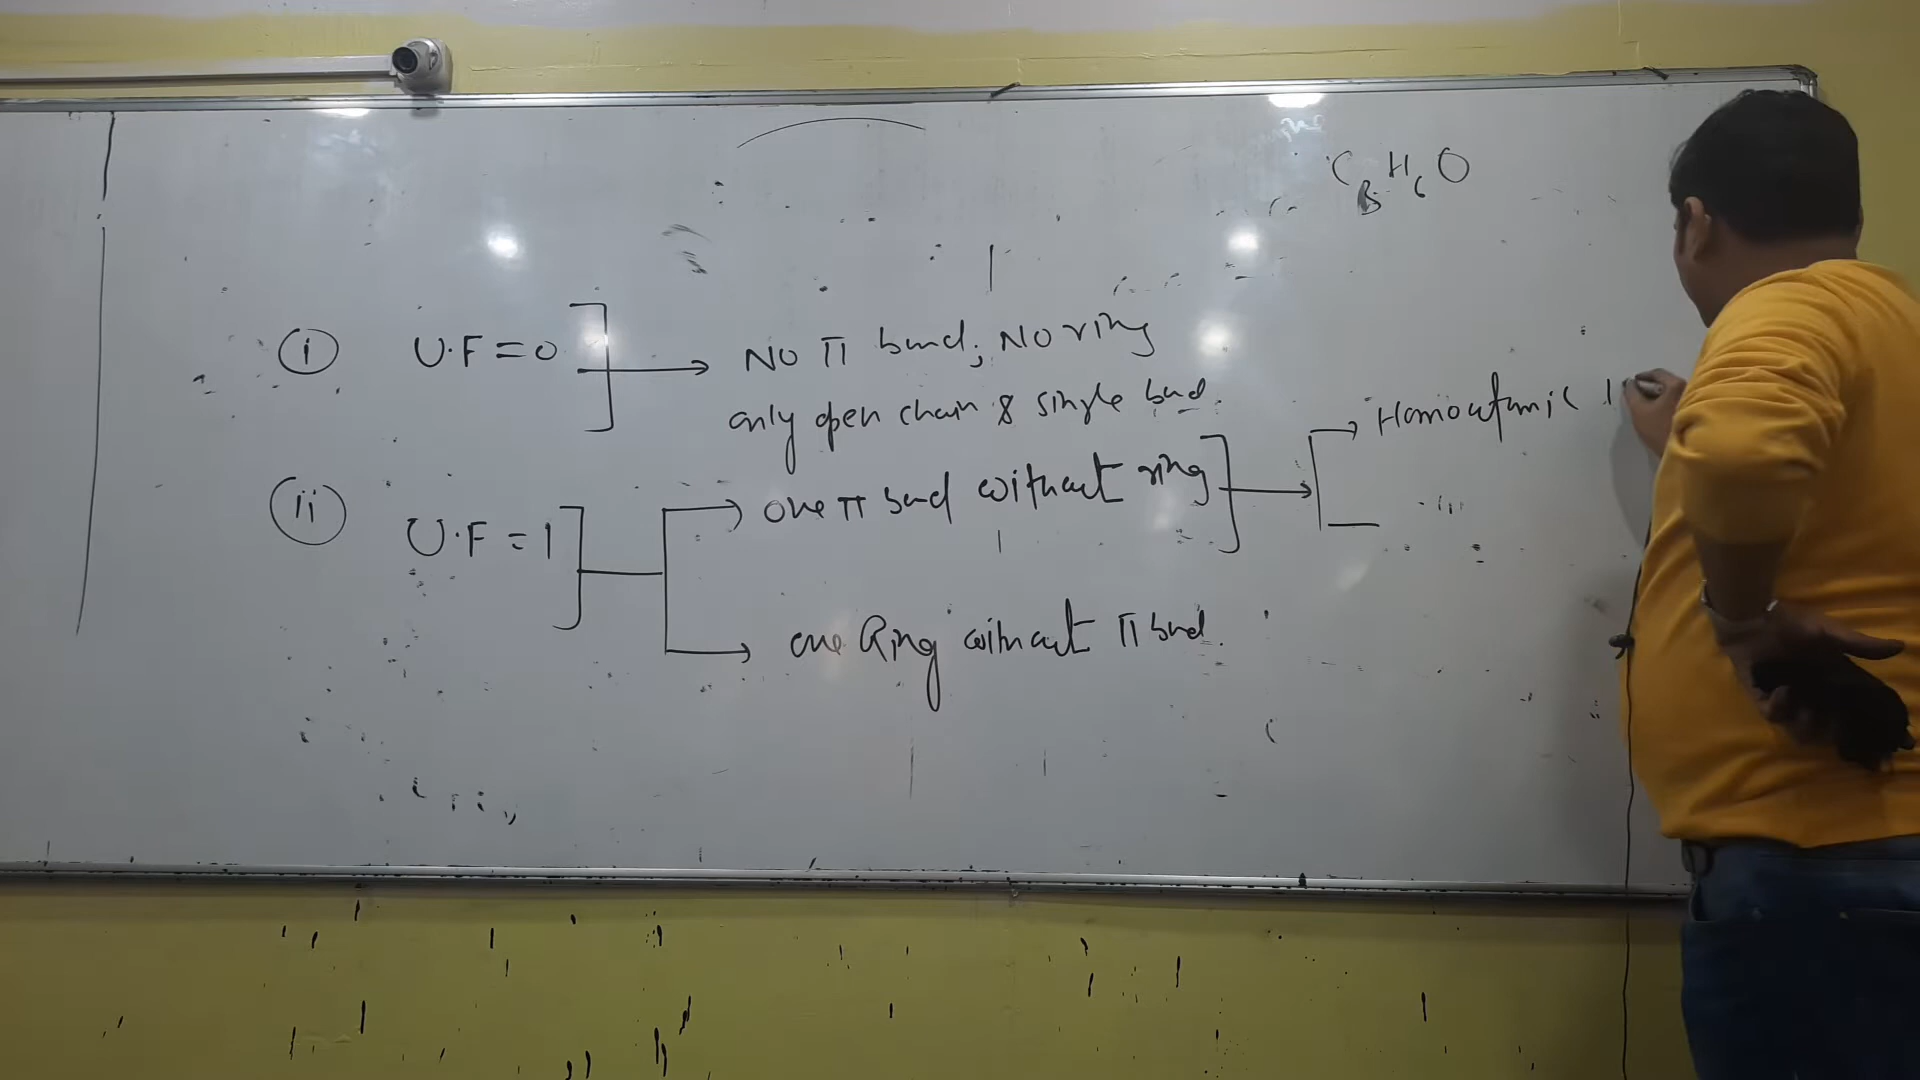 C3H6O
(i) U.F = 0 → No π bond, No ring
only open chain & single bond.
→ Homoatomic
(ii) U.F = 1 → one π bond without ring
→ one Ring without π bond.